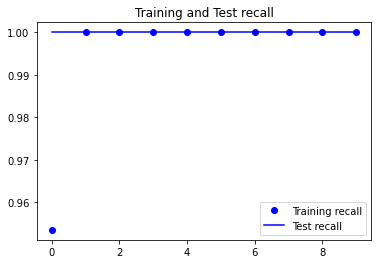 Training and Test recall
1.00
0.99
0.98
0.97
0.96
Training recall
Test recall
0 2 4 6 8